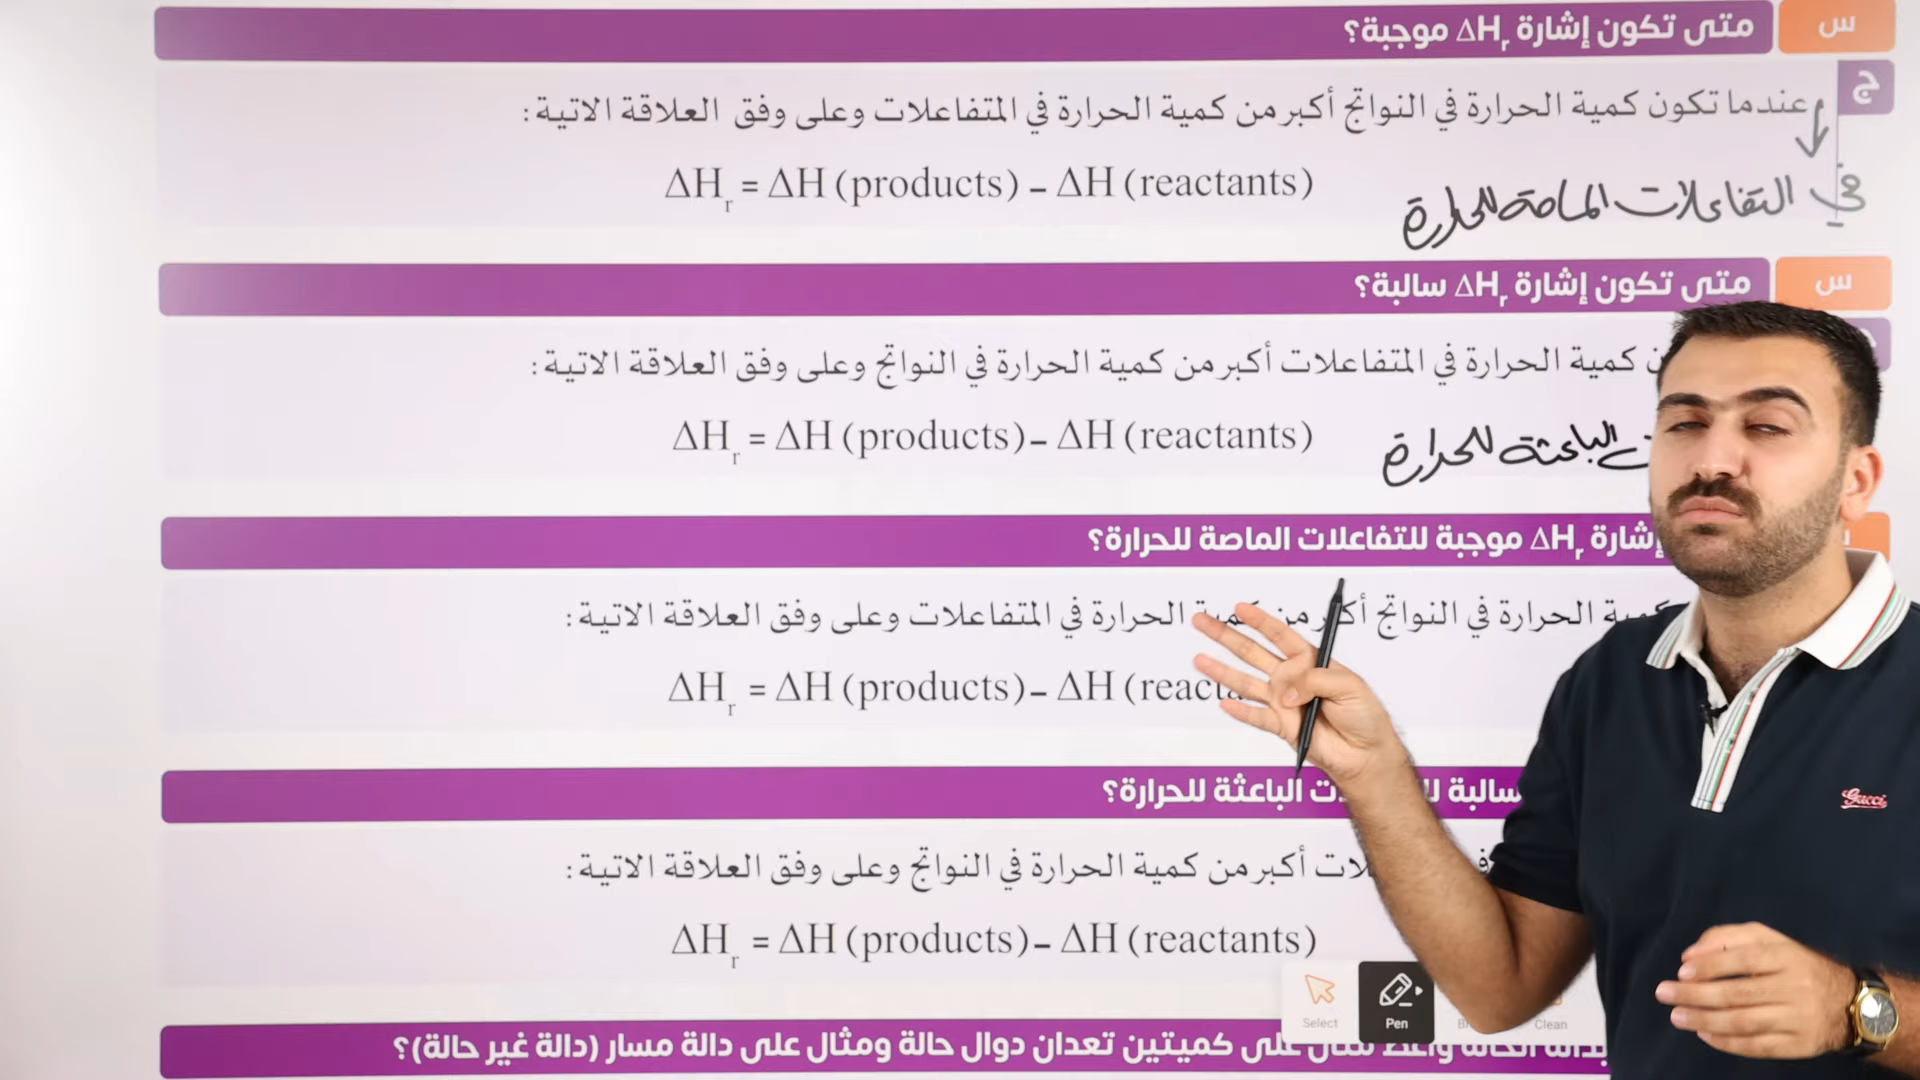 س
متى تكون إشارة ΔHr موجبة؟
ج
عندما تكون كمية الحرارة في النواتج أكبر من كمية الحرارة في المتفاعلات وعلى وفق العلاقة الاتية:
ΔHr = ΔH (products) – ΔH (reactants)
في التفاعلات الماصة للحرارة
س
متى تكون إشارة ΔHr سالبة؟
كمية الحرارة في المتفاعلات أكبر من كمية الحرارة في النواتج وعلى وفق العلاقة الاتية:
ΔHr = ΔH (products) – ΔH (reactants)
الباعثة للحرارة
إشارة ΔHr موجبة للتفاعلات الماصة للحرارة؟
الحرارة في النواتج من الحرارة في المتفاعلات وعلى وفق العلاقة الاتية:
ΔHr = ΔH (products) – ΔH
سالبة الباعثة للحرارة؟
أكبر من كمية الحرارة في النواتج وعلى وفق العلاقة الاتية:
ΔHr = ΔH (products) – ΔH (reactants)
Select
Pen
Clean
كميتين تعدان دوال حالة ومثال على دالة مسار (دالة غير حالة)؟
Gucci